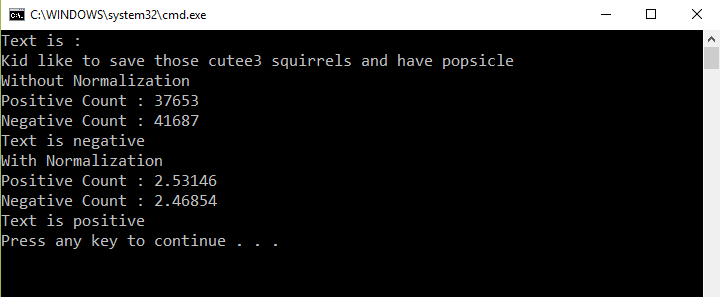 C:\WINDOWS\system32\cmd.exe
Text is :
Kid like to save those cutee3 squirrels and have popsicle
Without Normalization
Positive Count : 37653
Negative Count : 41687
Text is negative
With Normalization
Positive Count : 2.53146
Negative Count : 2.46854
Text is positive
Press any key to continue . . .